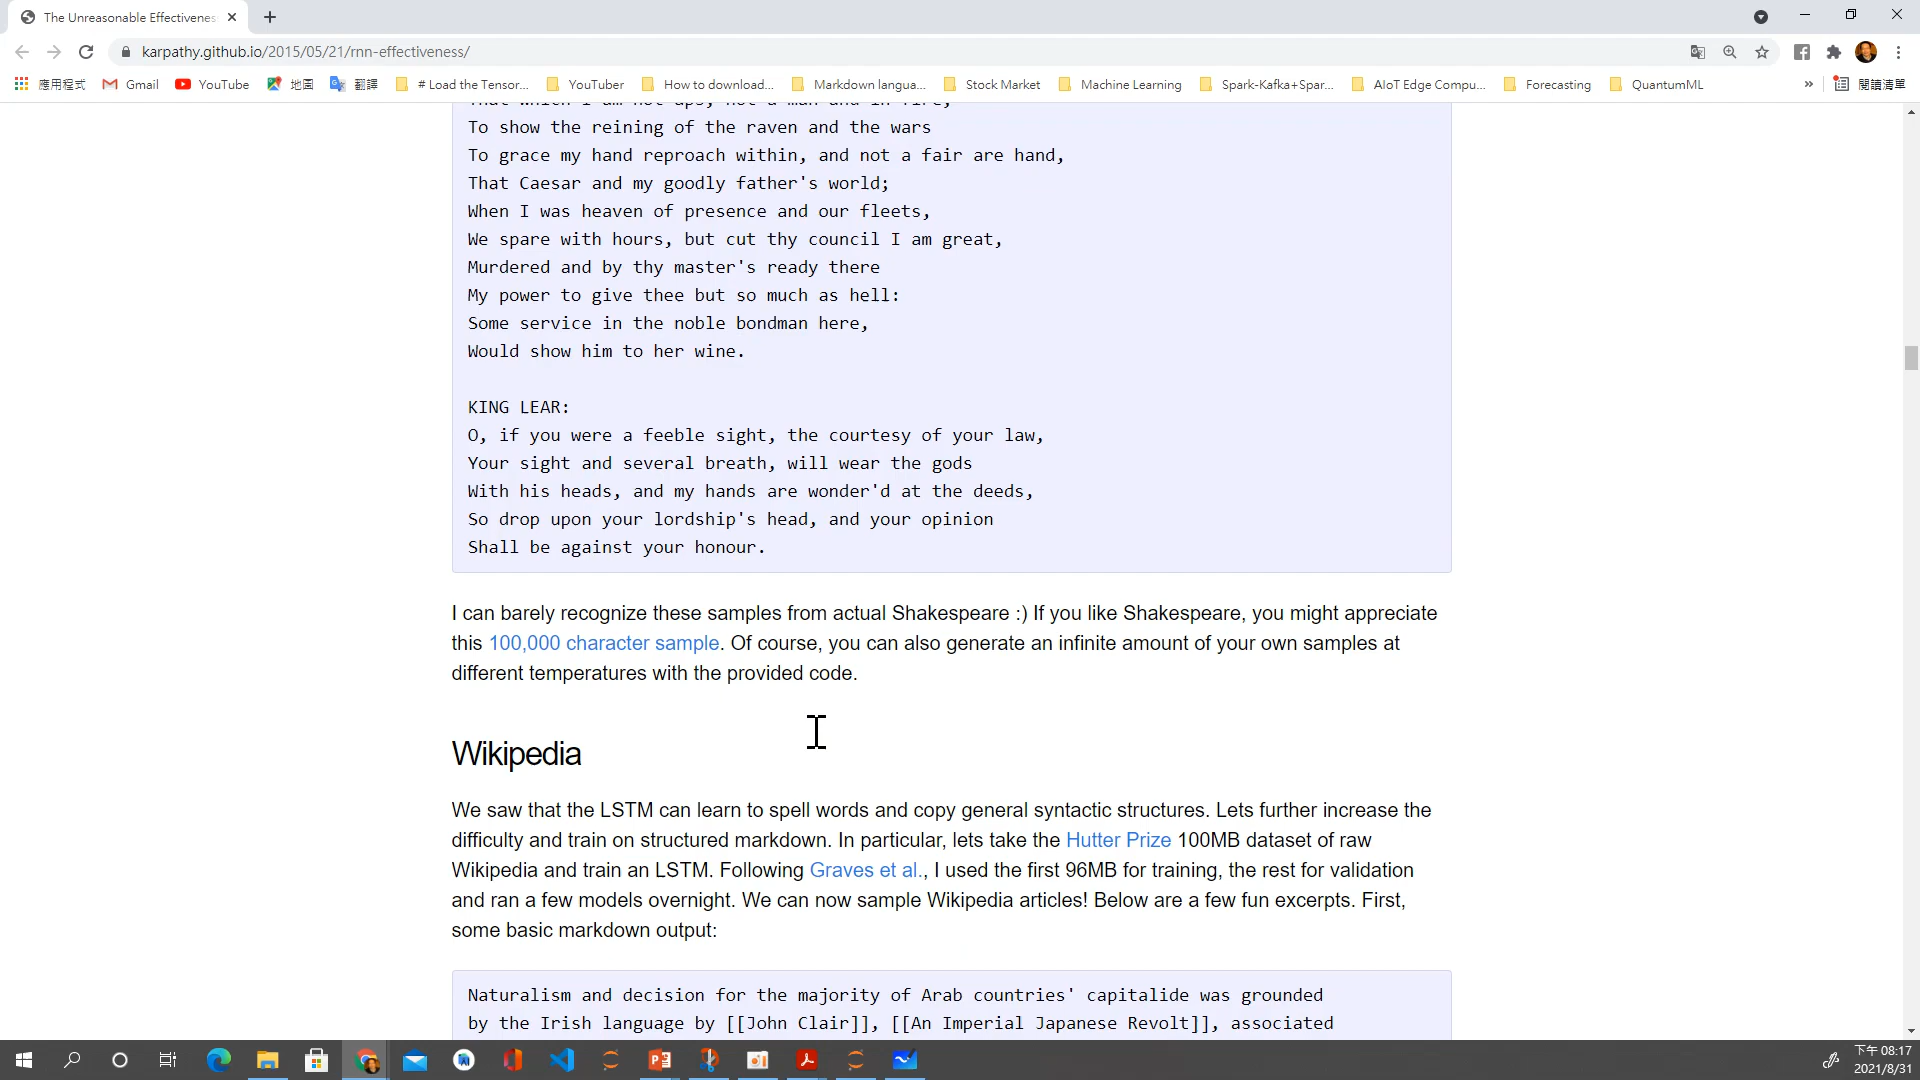 The Unreasonable Effectivenes
karpathy.github.io/2015/05/21/rnn-effectiveness/
應用程式 Gmail YouTube 地圖 翻譯 # Load the Tensor... YouTuber How to download... Markdown langua... Stock Market Machine Learning Spark-Kafka+Spar... AIoT Edge Compu... Forecasting QuantumML » 閱讀清單
That which I am not aps, not a man and in fire,
To show the reining of the raven and the wars
To grace my hand reproach within, and not a fair are hand,
That Caesar and my goodly father's world;
When I was heaven of presence and our fleets,
We spare with hours, but cut thy council I am great,
Murdered and by thy master's ready there
My power to give thee but so much as hell:
Some service in the noble bondman here,
Would show him to her wine.
KING LEAR:
O, if you were a feeble sight, the courtesy of your law,
Your sight and several breath, will wear the gods
With his heads, and my hands are wonder'd at the deeds,
So drop upon your lordship's head, and your opinion
Shall be against your honour.
I can barely recognize these samples from actual Shakespeare :) If you like Shakespeare, you might appreciate
this 100,000 character sample. Of course, you can also generate an infinite amount of your own samples at
different temperatures with the provided code.
Wikipedia
We saw that the LSTM can learn to spell words and copy general syntactic structures. Lets further increase the
difficulty and train on structured markdown. In particular, lets take the Hutter Prize 100MB dataset of raw
Wikipedia and train an LSTM. Following Graves et al., I used the first 96MB for training, the rest for validation
and ran a few models overnight. We can now sample Wikipedia articles! Below are a few fun excerpts. First,
some basic markdown output:
Naturalism and decision for the majority of Arab countries' capitalide was grounded
by the Irish language by [[John Clair]], [[An Imperial Japanese Revolt]], associated
下午 08:17
2021/8/31